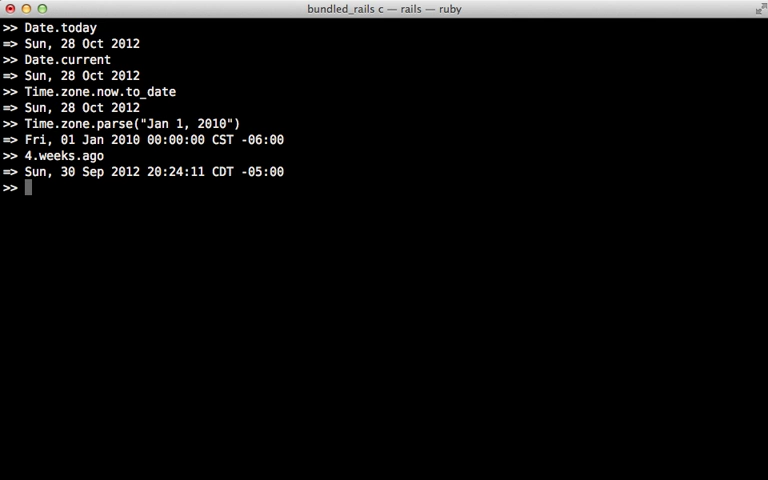 bundled_rails c — rails — ruby
>> Date.today
=> Sun, 28 Oct 2012
>> Date.current
=> Sun, 28 Oct 2012
>> Time.zone.now.to_date
=> Sun, 28 Oct 2012
>> Time.zone.parse("Jan 1, 2010")
=> Fri, 01 Jan 2010 00:00:00 CST -06:00
>> 4.weeks.ago
=> Sun, 30 Sep 2012 20:24:11 CDT -05:00
>>